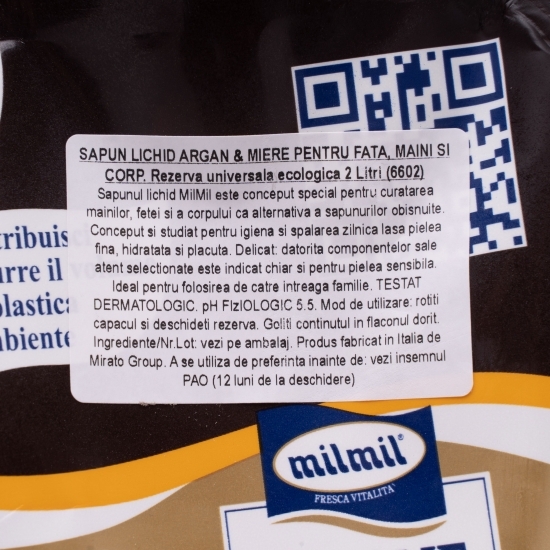 SAPUN LICHID ARGAN & MIERE PENTRU FATA, MAINI SI
CORP. Rezerva universala ecologica 2 Litri (6602)
Sapunul lichid MilMil este conceput special pentru curatarea
mainilor, fetei si a corpului ca alternativa a sapunurilor obisnuite.
Conceput si studiat pentru igiena si spalarea zilnica lasa pielea
fina, hidratata si placuta. Delicat: datorita componentelor sale
atent selectionate este indicat chiar si pentru pielea sensibila.
Ideal pentru folosirea de catre intreaga familie. TESTAT
DERMATOLOGIC. pH FIzIOLOGIC 5.5. Mod de utilizare: rotiti
capacul si deschideti rezerva. Goliti continutul in flaconul dorit.
Ingrediente/Nr.Lot: vezi pe ambalaj. Produs fabricat in Italia de
Mirato Group. A se utiliza de preferinta inainte de: vezi insemnul
PAO (12 luni de la deschidere)
tribuis
urre il
plastica
biente
milmil®
FRESCA VITALITA'